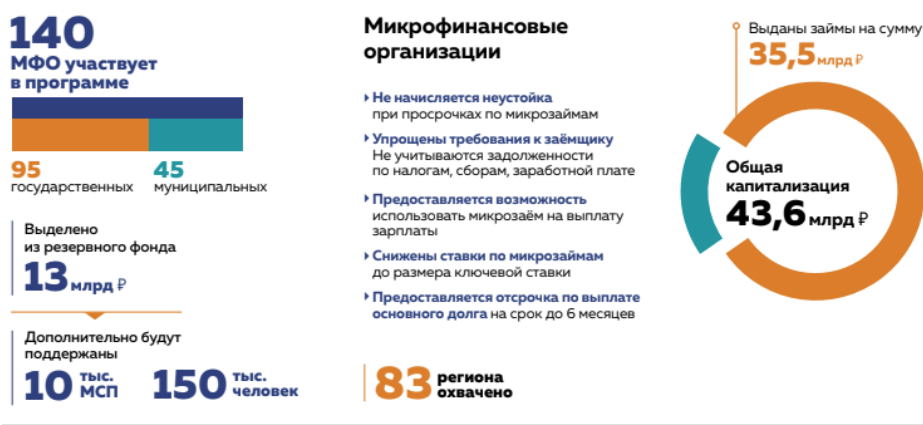 140
МФО участвует
в программе
95
государственных
45
муниципальных
Выделено
из резервного фонда
13 млрд ₽
Дополнительно будут
поддержаны
10 тыс. МСП
150 тыс. человек
Микрофинансовые
организации
Не начисляется неустойка
при просрочках по микрозаймам
Упрощены требования к заёмщику
Не учитываются задолженности
по налогам, сборам, заработной плате
Предоставляется возможность
использовать микрозаём на выплату
зарплаты
Снижены ставки по микрозаймам
до размера ключевой ставки
Предоставляется отсрочка по выплате
основного долга на срок до 6 месяцев
83 региона
охвачено
Выданы займы на сумму
35,5 млрд ₽
Общая
капитализация
43,6 млрд ₽